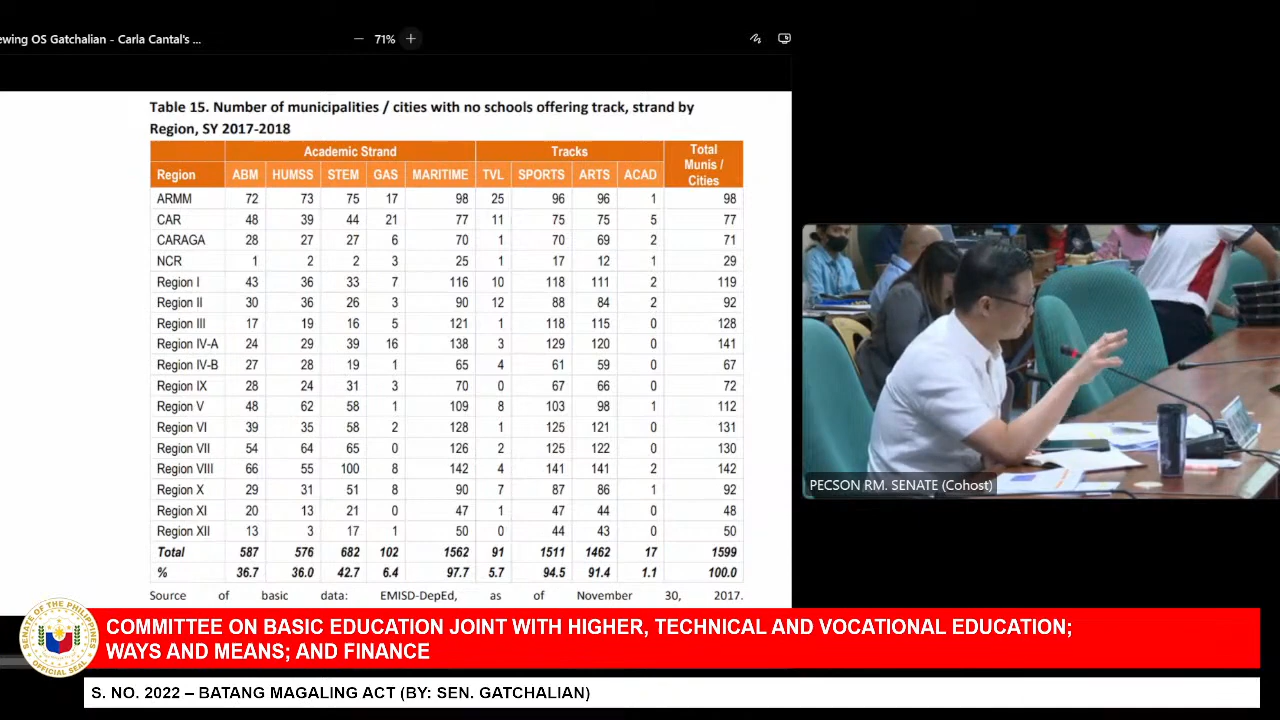 ewing OS Gatchalian - Carla Cantal's ...
71%
Table 15. Number of municipalities / cities with no schools offering track, strand by
Region, SY 2017-2018
Academic Strand Tracks Total Munis / Cities
Region ABM HUMSS STEM GAS MARITIME TVL SPORTS ARTS ACAD
ARMM 72 73 75 17 98 25 96 96 1 98
CAR 48 39 44 21 77 11 75 75 5 77
CARAGA 28 27 27 6 70 1 70 69 2 71
NCR 1 2 2 3 25 1 17 12 1 29
Region I 43 36 33 7 116 10 118 111 2 119
Region II 30 36 26 3 90 12 88 84 2 92
Region III 17 19 16 5 121 1 118 115 0 128
Region IV-A 24 29 39 16 138 3 129 120 0 141
Region IV-B 27 28 19 1 65 4 61 59 0 67
Region IX 28 24 31 3 70 0 67 66 0 72
Region V 48 62 58 1 109 8 103 98 1 112
Region VI 39 35 58 2 128 1 125 121 0 131
Region VII 54 64 65 0 126 2 125 122 0 130
Region VIII 66 55 100 8 142 4 141 141 2 142
Region X 29 31 51 8 90 7 87 86 1 92
Region XI 20 13 21 0 47 1 47 44 0 48
Region XII 13 3 17 1 50 0 44 43 0 50
Total 587 576 682 102 1562 91 1511 1462 17 1599
% 36.7 36.0 42.7 6.4 97.7 5.7 94.5 91.4 1.1 100.0
Source of basic data: EMISD-DepEd, as of November 30, 2017.
PECSON RM. SENATE (Cohost)
SENATE OF THE PHILIPPINES
OFFICIAL SEAL
COMMITTEE ON BASIC EDUCATION JOINT WITH HIGHER, TECHNICAL AND VOCATIONAL EDUCATION;
WAYS AND MEANS; AND FINANCE
S. NO. 2022 – BATANG MAGALING ACT (BY: SEN. GATCHALIAN)